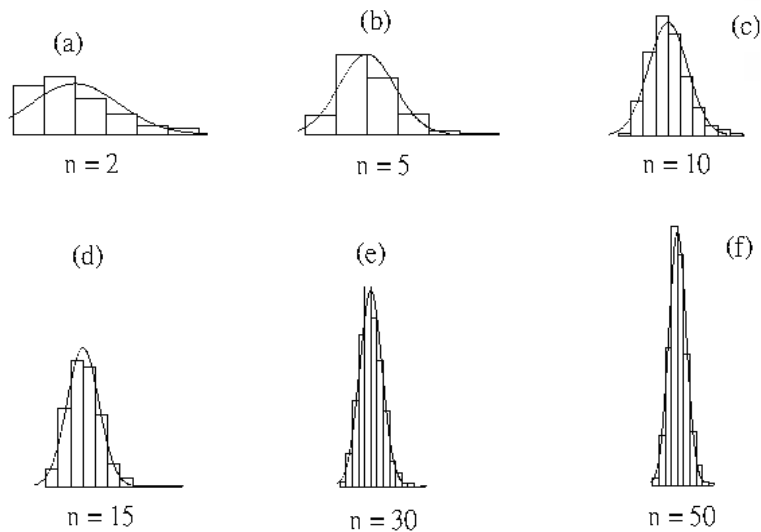 (a)
(b)
(c)
n = 2
n = 5
n = 10
(d)
(e)
(f)
n = 15
n = 30
n = 50